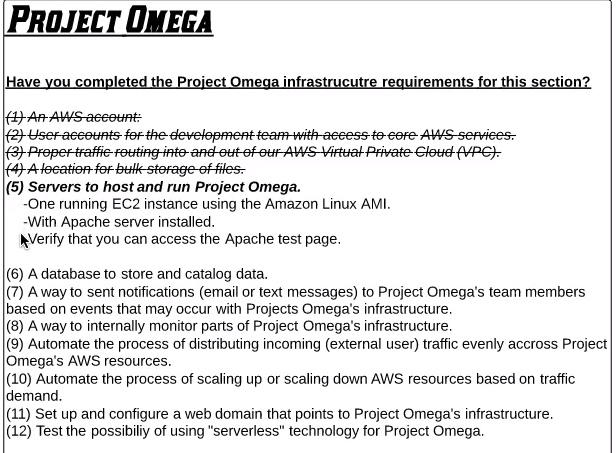 PROJECT OMEGA
Have you completed the Project Omega infrastrucutre requirements for this section?
(1) An AWS account:
(2) User accounts for the development team with access to core AWS services.
(3) Proper traffic routing into and out of our AWS Virtual Private Cloud (VPC).
(4) A location for bulk storage of files.
(5) Servers to host and run Project Omega.
-One running EC2 instance using the Amazon Linux AMI.
-With Apache server installed.
-Verify that you can access the Apache test page.
(6) A database to store and catalog data.
(7) A way to sent notifications (email or text messages) to Project Omega's team members
based on events that may occur with Projects Omega's infrastructure.
(8) A way to internally monitor parts of Project Omega's infrastructure.
(9) Automate the process of distributing incoming (external user) traffic evenly accross Project
Omega's AWS resources.
(10) Automate the process of scaling up or scaling down AWS resources based on traffic
demand.
(11) Set up and configure a web domain that points to Project Omega's infrastructure.
(12) Test the possibiliy of using "serverless" technology for Project Omega.